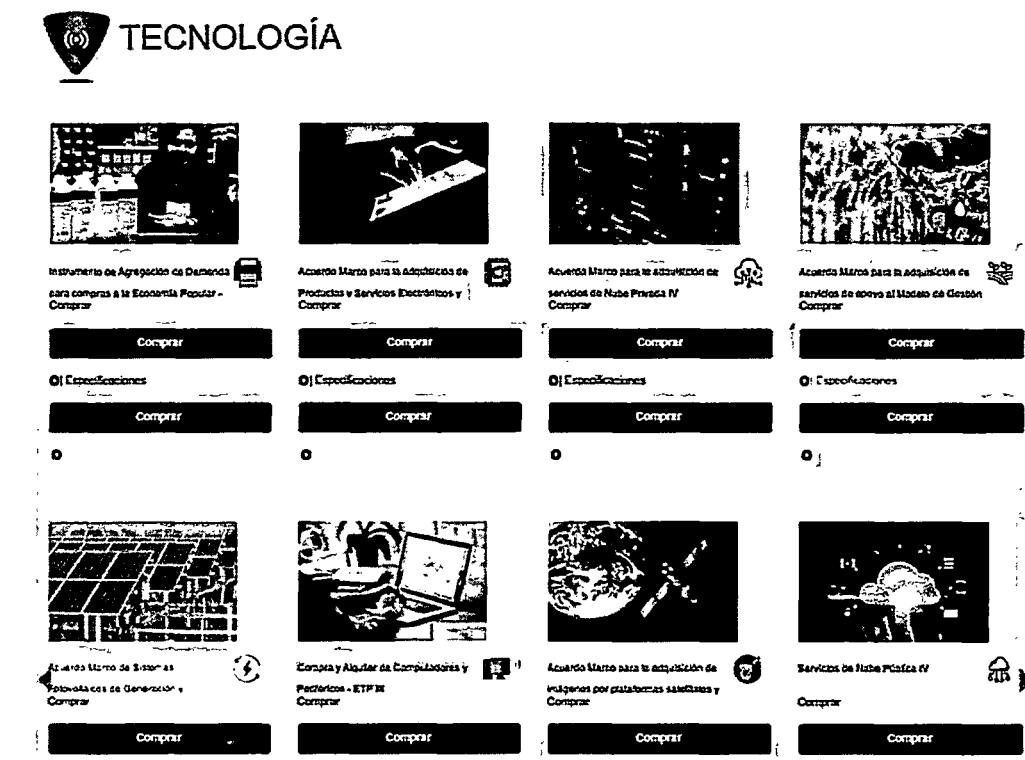 TECNOLOGÍA
Instrumento de Agregación de Demanda
para compras a la Economía Popular -
Comprar
Comprar
Especificaciones
Comprar
Acuerdo Marco para la adquisición de
Productos y Servicios Electrónicos y
Comprar
Comprar
Especificaciones
Comprar
Acuerdo Marco para la adquisición de
servicios de Nube Privada IV
Comprar
Comprar
Especificaciones
Comprar
Acuerdo Marco para la adquisición de
servicios de apoyo al Modelo de Gestión
Comprar
Comprar
Especificaciones
Comprar
Acuerdo Marco de Sistemas
Fotovoltaicos de Generación y
Comprar
Comprar
Compra y Alquiler de Computadores y
Periféricos - ETP III
Comprar
Comprar
Acuerdo Marco para la adquisición de
imágenes por plataformas satelitales y
Comprar
Comprar
Servicios de Nube Pública IV
Comprar
Comprar